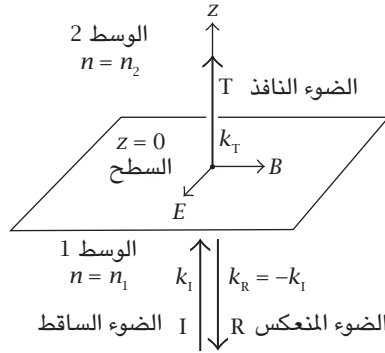 z
الوسط 2
n = n₂
T الضوء النافذ
z = 0
السطح
k_T
B
E
الوسط 1
n = n₁
k_I
k_R = −k_I
الضوء الساقط I
R الضوء المنعكس